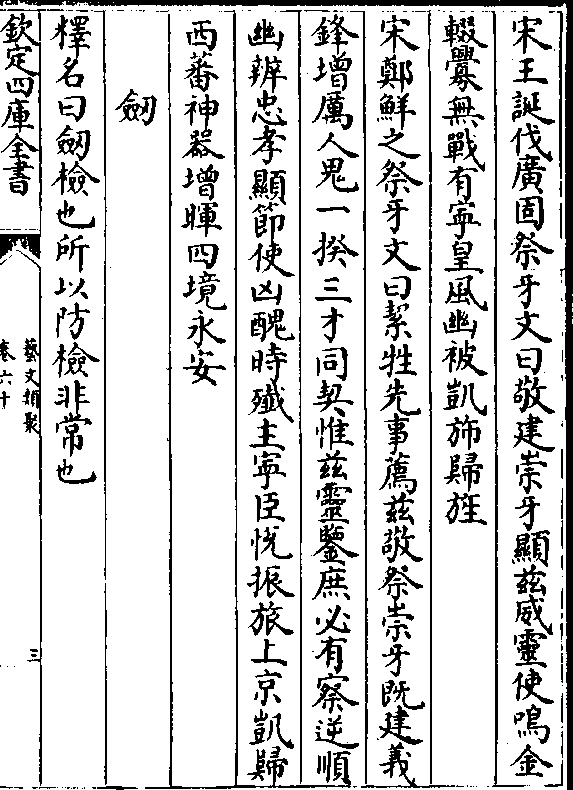 宋王誕伐廣固祭牙文曰敬建崇牙顯茲威靈使嗚金
輟釁無戰有寧皇風幽被凱斾歸旌
宋鄭鮮之祭牙文曰絜牲先事薦茲敬祭崇牙既建義
鋒增厲人鬼一揆三才同契惟茲靈鑒庶必有察逆順
幽辨忠孝顯節使凶醜時殲主寧臣悅振旅上京凱歸
西蕃神器增暉四境永安
劒
釋名曰劒檢也所以防檢非常也
欽定四庫全書
藝文類聚
卷六十
三